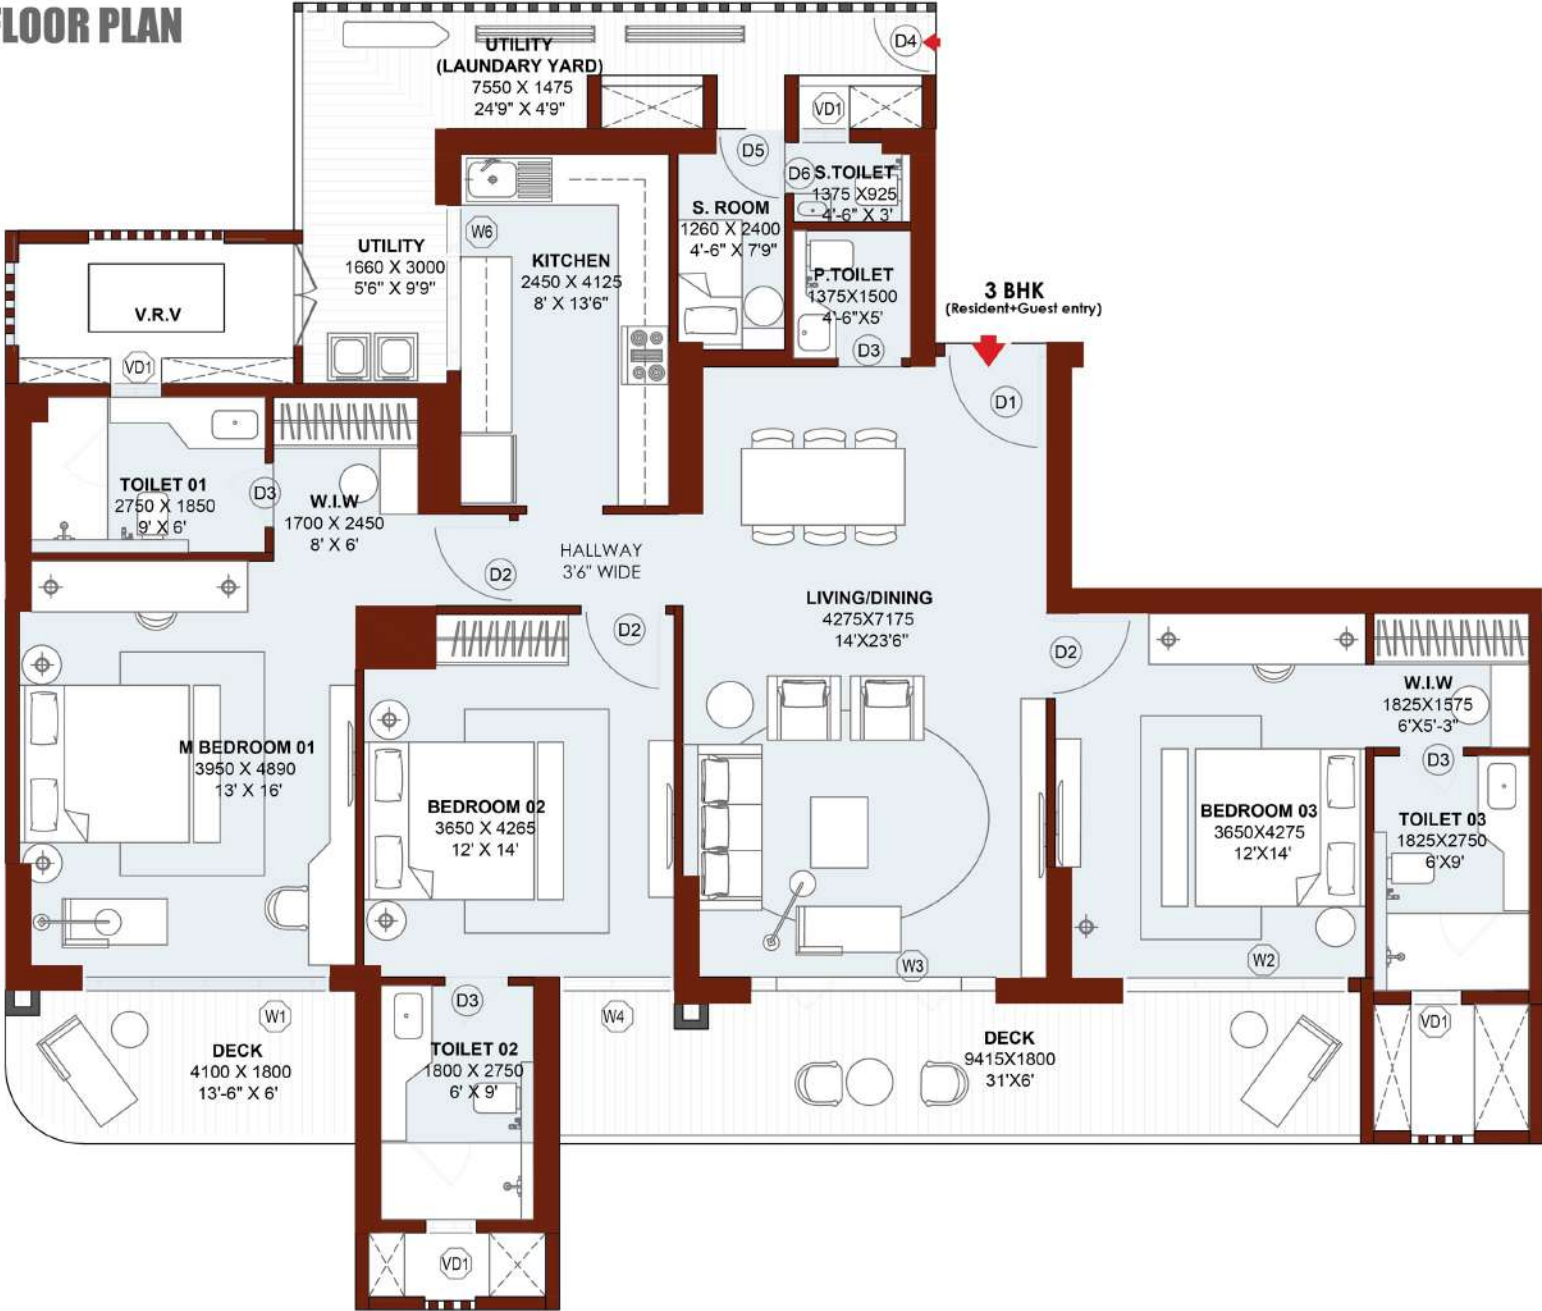 FLOOR PLAN
UTILITY
(LAUNDARY YARD)
7550 X 1475
24'9" X 4'9"
D4
VD1
D5
D6
S.TOILET
1375 X925
4'-6" X 3'
S. ROOM
1260 X 2400
4'-6" X 7'9"
W6
UTILITY
1660 X 3000
5'6" X 9'9"
KITCHEN
2450 X 4125
8' X 13'6"
P.TOILET
1375X1500
4'-6"X5'
D3
3 BHK
(Resident+Guest entry)
V.R.V
VD1
D1
TOILET 01
2750 X 1850
9' X 6'
D3
W.I.W
1700 X 2450
8' X 6'
D2
HALLWAY
3'6" WIDE
D2
LIVING/DINING
4275X7175
14'X23'6"
D2
W.I.W
1825X1575
6'X5'-3"
D3
M BEDROOM 01
3950 X 4890
13' X 16'
BEDROOM 02
3650 X 4265
12' X 14'
BEDROOM 03
3650X4275
12'X14'
TOILET 03
1825X2750
6'X9'
W3
W2
W1
D3
W4
VD1
DECK
4100 X 1800
13'-6" X 6'
TOILET 02
1800 X 2750
6' X 9'
DECK
9415X1800
31'X6'
VD1